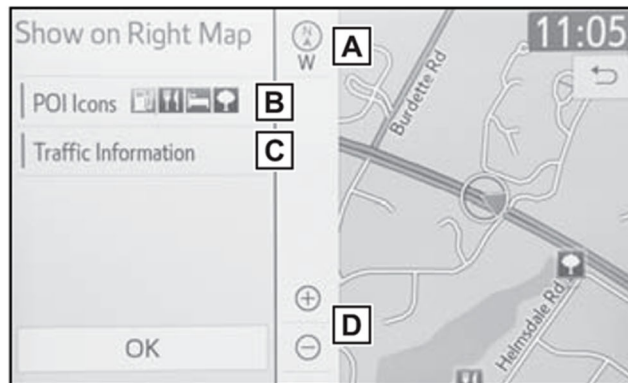 Show on Right Map
N
W
A
11:05
POI Icons
B
Traffic Information
C
Burdette Rd
Helmsdale Rd
D
OK